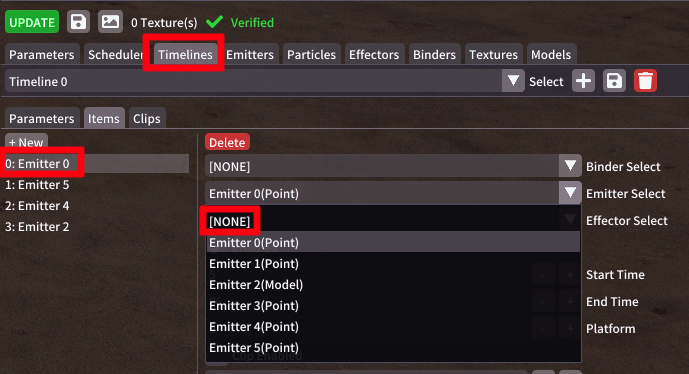 UPDATE 0 Texture(s) Verified
Parameters Scheduler Timelines Emitters Particles Effectors Binders Textures Models
Timeline 0 Select
Parameters Items Clips
+ New Delete
0: Emitter 0 [NONE] Binder Select
1: Emitter 5 Emitter 0(Point) Emitter Select
2: Emitter 4 [NONE] Effector Select
3: Emitter 2 Emitter 0(Point)
Emitter 1(Point) Start Time
Emitter 2(Model)
Emitter 3(Point) End Time
Emitter 4(Point) Platform
Emitter 5(Point)
Clip Enabled